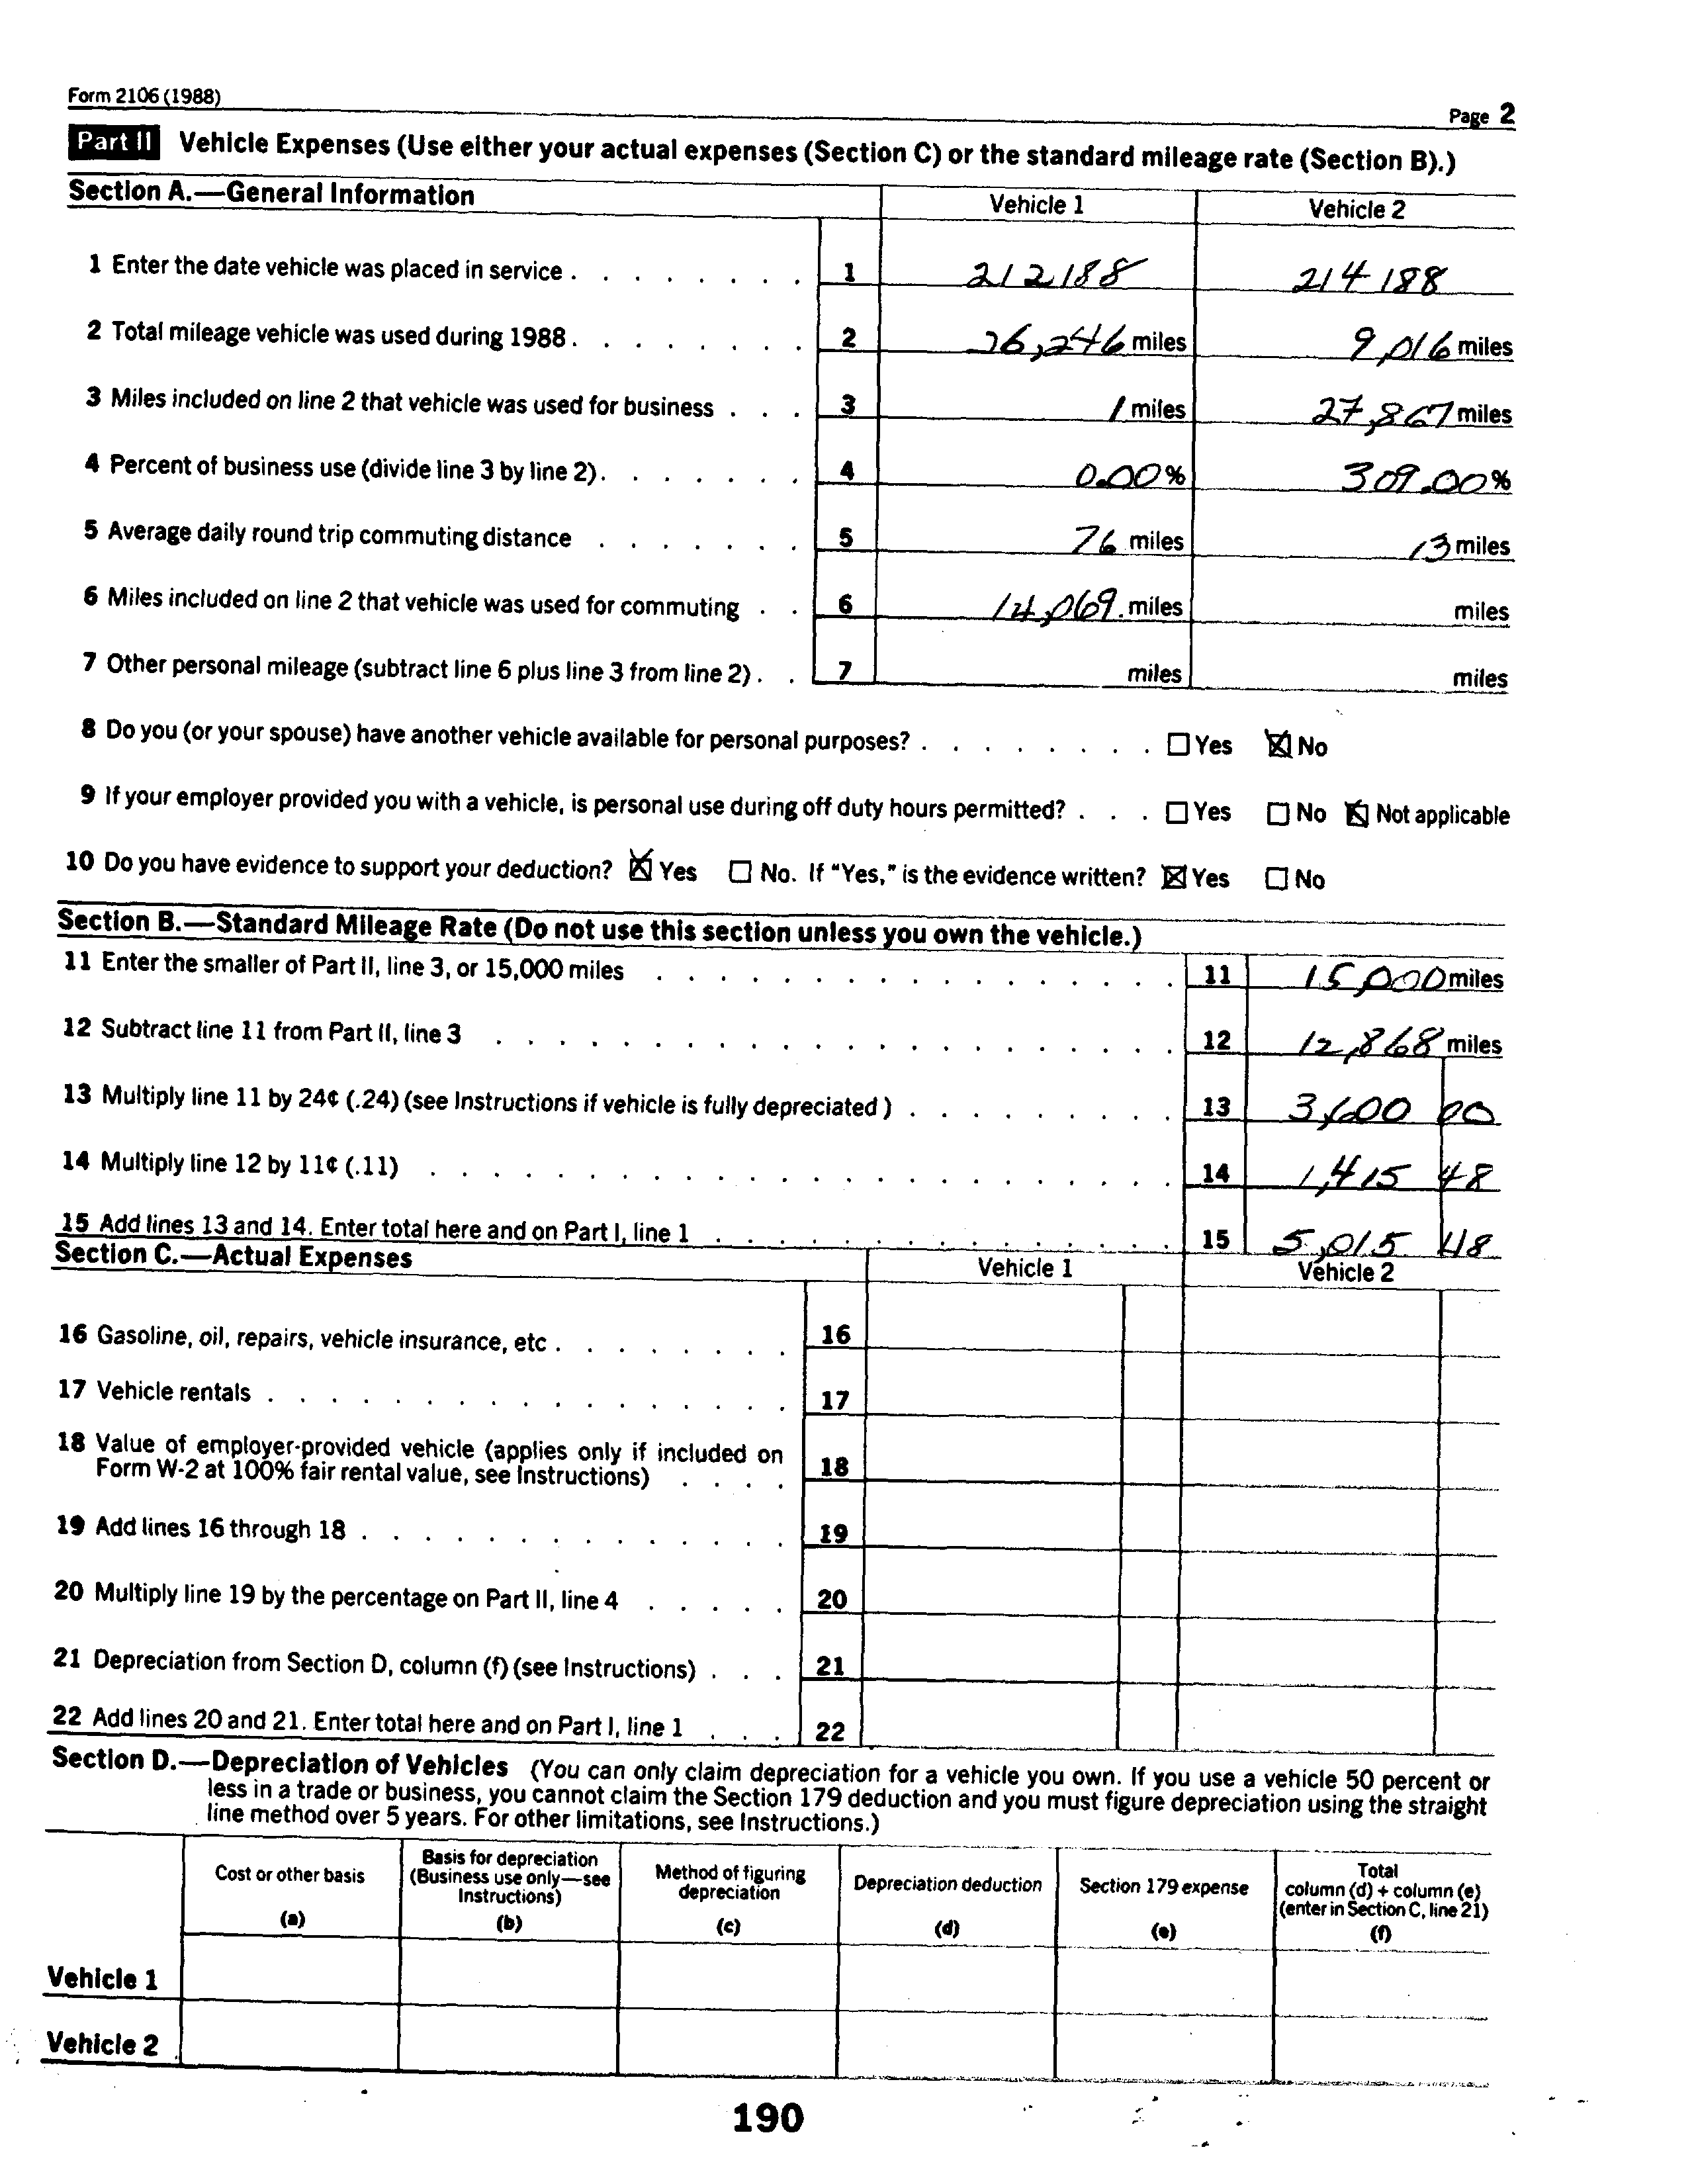 Form 2106 (1988)
Page 2
Part II Vehicle Expenses (Use either your actual expenses (Section C) or the standard mileage rate (Section B).)
Section A.—General Information Vehicle 1 Vehicle 2
1 Enter the date vehicle was placed in service . . . . . . . . 1 212188 214188
2 Total mileage vehicle was used during 1988 . . . . . . . . 2 26,246 miles 9,016 miles
3 Miles included on line 2 that vehicle was used for business . . . 3 1 miles 27,867 miles
4 Percent of business use (divide line 3 by line 2) . . . . . . . 4 0.00% 309.00%
5 Average daily round trip commuting distance . . . . . . . 5 76 miles 13 miles
6 Miles included on line 2 that vehicle was used for commuting . . 6 14,069. miles miles
7 Other personal mileage (subtract line 6 plus line 3 from line 2) . . 7 miles miles
8 Do you (or your spouse) have another vehicle available for personal purposes? . . . . . . . . ☐ Yes ☒ No
9 If your employer provided you with a vehicle, is personal use during off duty hours permitted? . . . ☐ Yes ☐ No ☒ Not applicable
10 Do you have evidence to support your deduction? ☒ Yes ☐ No. If "Yes," is the evidence written? ☒ Yes ☐ No
Section B.—Standard Mileage Rate (Do not use this section unless you own the vehicle.)
11 Enter the smaller of Part II, line 3, or 15,000 miles . . . . . . . . . . . . . . . . . 11 15,000 miles
12 Subtract line 11 from Part II, line 3 . . . . . . . . . . . . . . . . . . . . . . 12 12,868 miles
13 Multiply line 11 by 24¢ (.24) (see Instructions if vehicle is fully depreciated ) . . . . . . . . . 13 3,600 00
14 Multiply line 12 by 11¢ (.11) . . . . . . . . . . . . . . . . . . . . . . . . 14 1,415 48
15 Add lines 13 and 14. Enter total here and on Part I, line 1 . . . . . . . . . . . . . . . 15 5,015 48
Section C.—Actual Expenses Vehicle 1 Vehicle 2
16 Gasoline, oil, repairs, vehicle insurance, etc . . . . . . . . 16
17 Vehicle rentals . . . . . . . . . . . . . . . . . 17
18 Value of employer-provided vehicle (applies only if included on
Form W-2 at 100% fair rental value, see Instructions) . . . . 18
19 Add lines 16 through 18 . . . . . . . . . . . . . . 19
20 Multiply line 19 by the percentage on Part II, line 4 . . . . . 20
21 Depreciation from Section D, column (f) (see Instructions) . . . 21
22 Add lines 20 and 21. Enter total here and on Part I, line 1 . . . 22
Section D.—Depreciation of Vehicles (You can only claim depreciation for a vehicle you own. If you use a vehicle 50 percent or
less in a trade or business, you cannot claim the Section 179 deduction and you must figure depreciation using the straight
line method over 5 years. For other limitations, see Instructions.)
Cost or other basis (a)
Basis for depreciation (Business use only—see Instructions) (b)
Method of figuring depreciation (c)
Depreciation deduction (d)
Section 179 expense (e)
Total column (d) + column (e) (enter in Section C, line 21) (f)
Vehicle 1
Vehicle 2
190